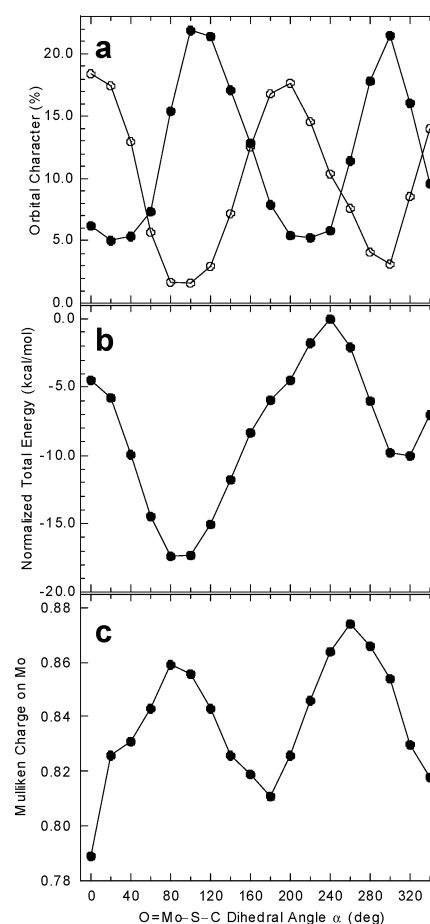 a
20.0
15.0
10.0
5.0
0.0
Orbital Character (%)
b
0.0
-5.0
-10.0
-15.0
-20.0
Normalized Total Energy (kcal/mol)
c
0.88
0.86
0.84
0.82
0.80
0.78
Mulliken Charge on Mo
0 40 80 120 160 200 240 280 320
O=Mo–S–C Dihedral Angle α (deg)